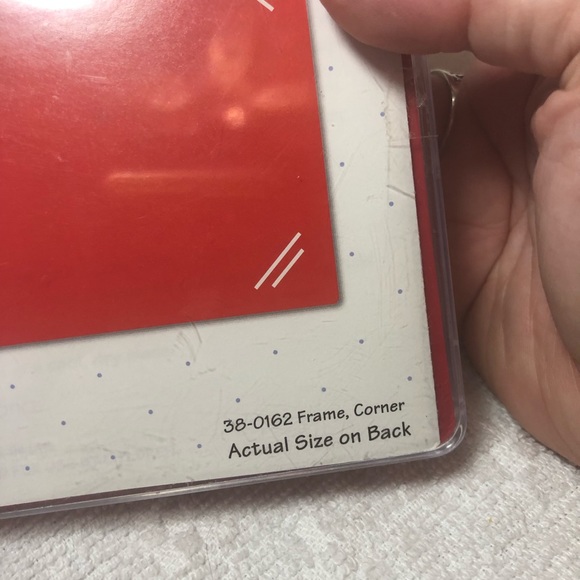 38-0162 Frame, Corner
Actual Size on Back